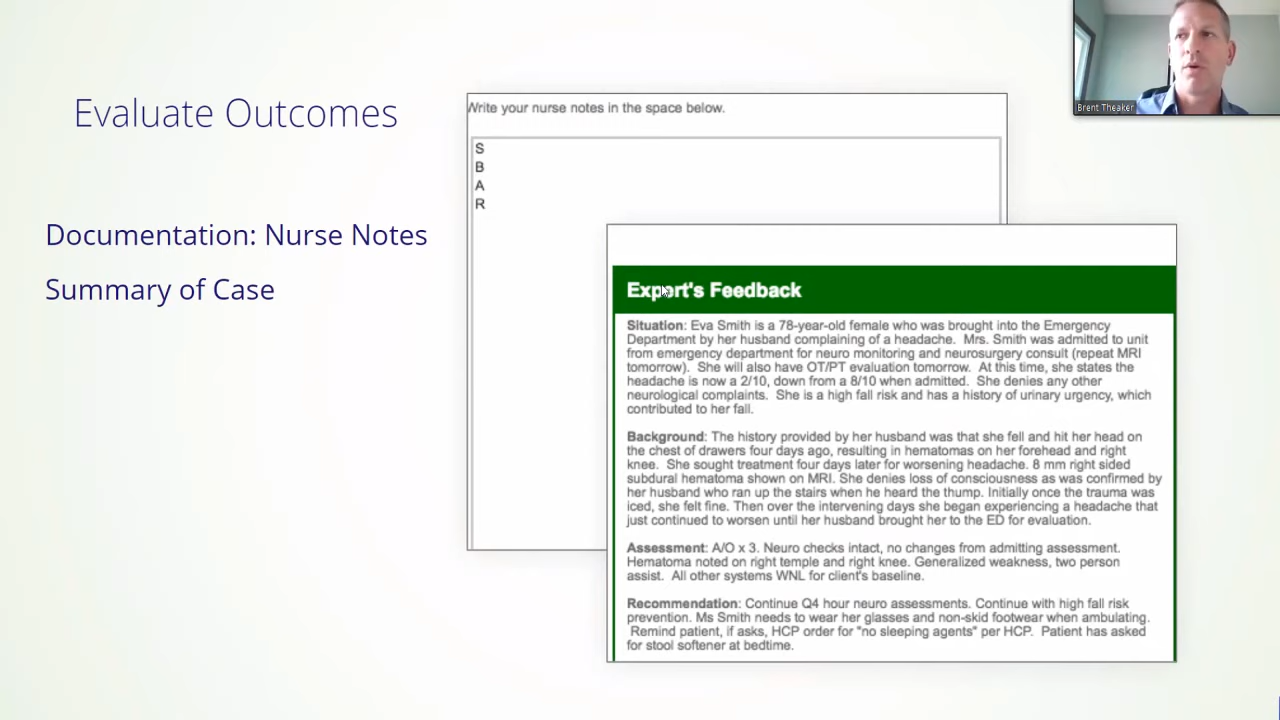 Evaluate Outcomes
Documentation: Nurse Notes
Summary of Case
Write your nurse notes in the space below.
S
B
A
R
Expert's Feedback
Situation: Eva Smith is a 78-year-old female who was brought into the Emergency
Department by her husband complaining of a headache. Mrs. Smith was admitted to unit
from emergency department for neuro monitoring and neurosurgery consult (repeat MRI
tomorrow). She will also have OT/PT evaluation tomorrow. At this time, she states the
headache is now a 2/10, down from a 8/10 when admitted. She denies any other
neurological complaints. She is a high fall risk and has a history of urinary urgency, which
contributed to her fall.
Background: The history provided by her husband was that she fell and hit her head on
the chest of drawers four days ago, resulting in hematomas on her forehead and right
knee. She sought treatment four days later for worsening headache. 8 mm right sided
subdural hematoma shown on MRI. She denies loss of consciousness as was confirmed by
her husband who ran up the stairs when he heard the thump. Initially once the trauma was
iced, she felt fine. Then over the intervening days she began experiencing a headache that
just continued to worsen until her husband brought her to the ED for evaluation.
Assessment: A/O x 3. Neuro checks intact, no changes from admitting assessment.
Hematoma noted on right temple and right knee. Generalized weakness, two person
assist. All other systems WNL for client's baseline.
Recommendation: Continue Q4 hour neuro assessments. Continue with high fall risk
prevention. Ms Smith needs to wear her glasses and non-skid footwear when ambulating.
Remind patient, if asks, HCP order for "no sleeping agents" per HCP. Patient has asked
for stool softener at bedtime.
Brent Theaker